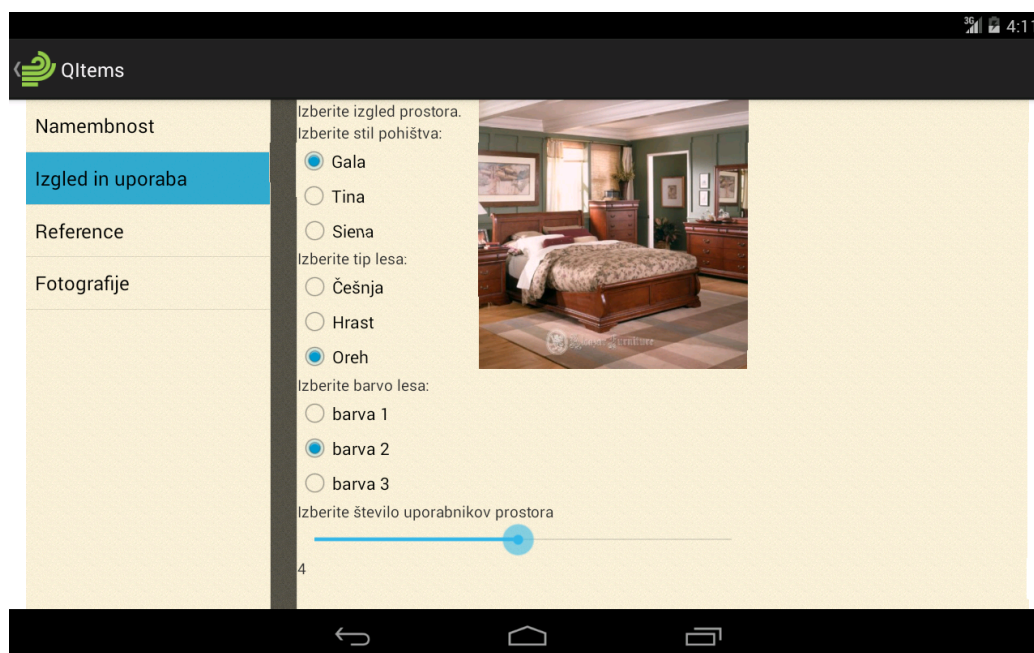 3G 4:11
QItems
Namembnost
Izgled in uporaba
Reference
Fotografije
Izberite izgled prostora.
Izberite stil pohištva:
Gala
Tina
Siena
Izberite tip lesa:
Češnja
Hrast
Oreh
Izberite barvo lesa:
barva 1
barva 2
barva 3
Izberite število uporabnikov prostora
4